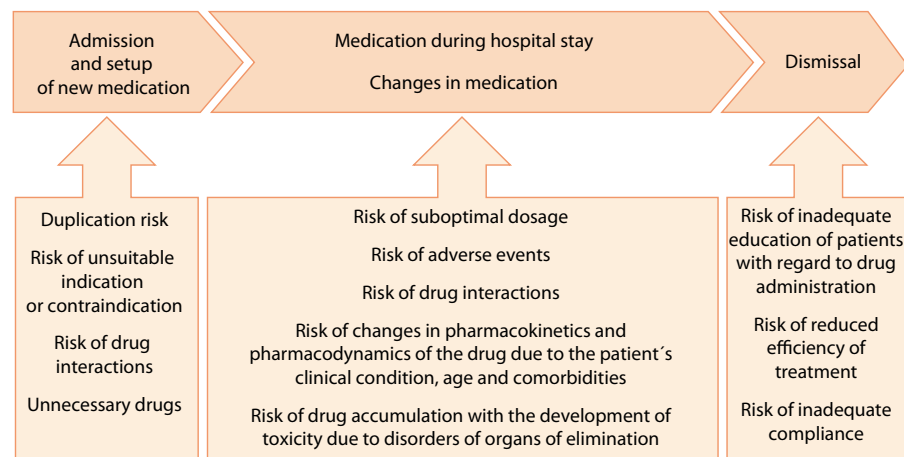 Admission
and setup
of new medication
Medication during hospital stay
Changes in medication
Dismissal
Duplication risk
Risk of unsuitable
indication
or contraindication
Risk of drug
interactions
Unnecessary drugs
Risk of suboptimal dosage
Risk of adverse events
Risk of drug interactions
Risk of changes in pharmacokinetics and
pharmacodynamics of the drug due to the patient´s
clinical condition, age and comorbidities
Risk of drug accumulation with the development of
toxicity due to disorders of organs of elimination
Risk of inadequate
education of patients
with regard to drug
administration
Risk of reduced
efficiency of
treatment
Risk of inadequate
compliance